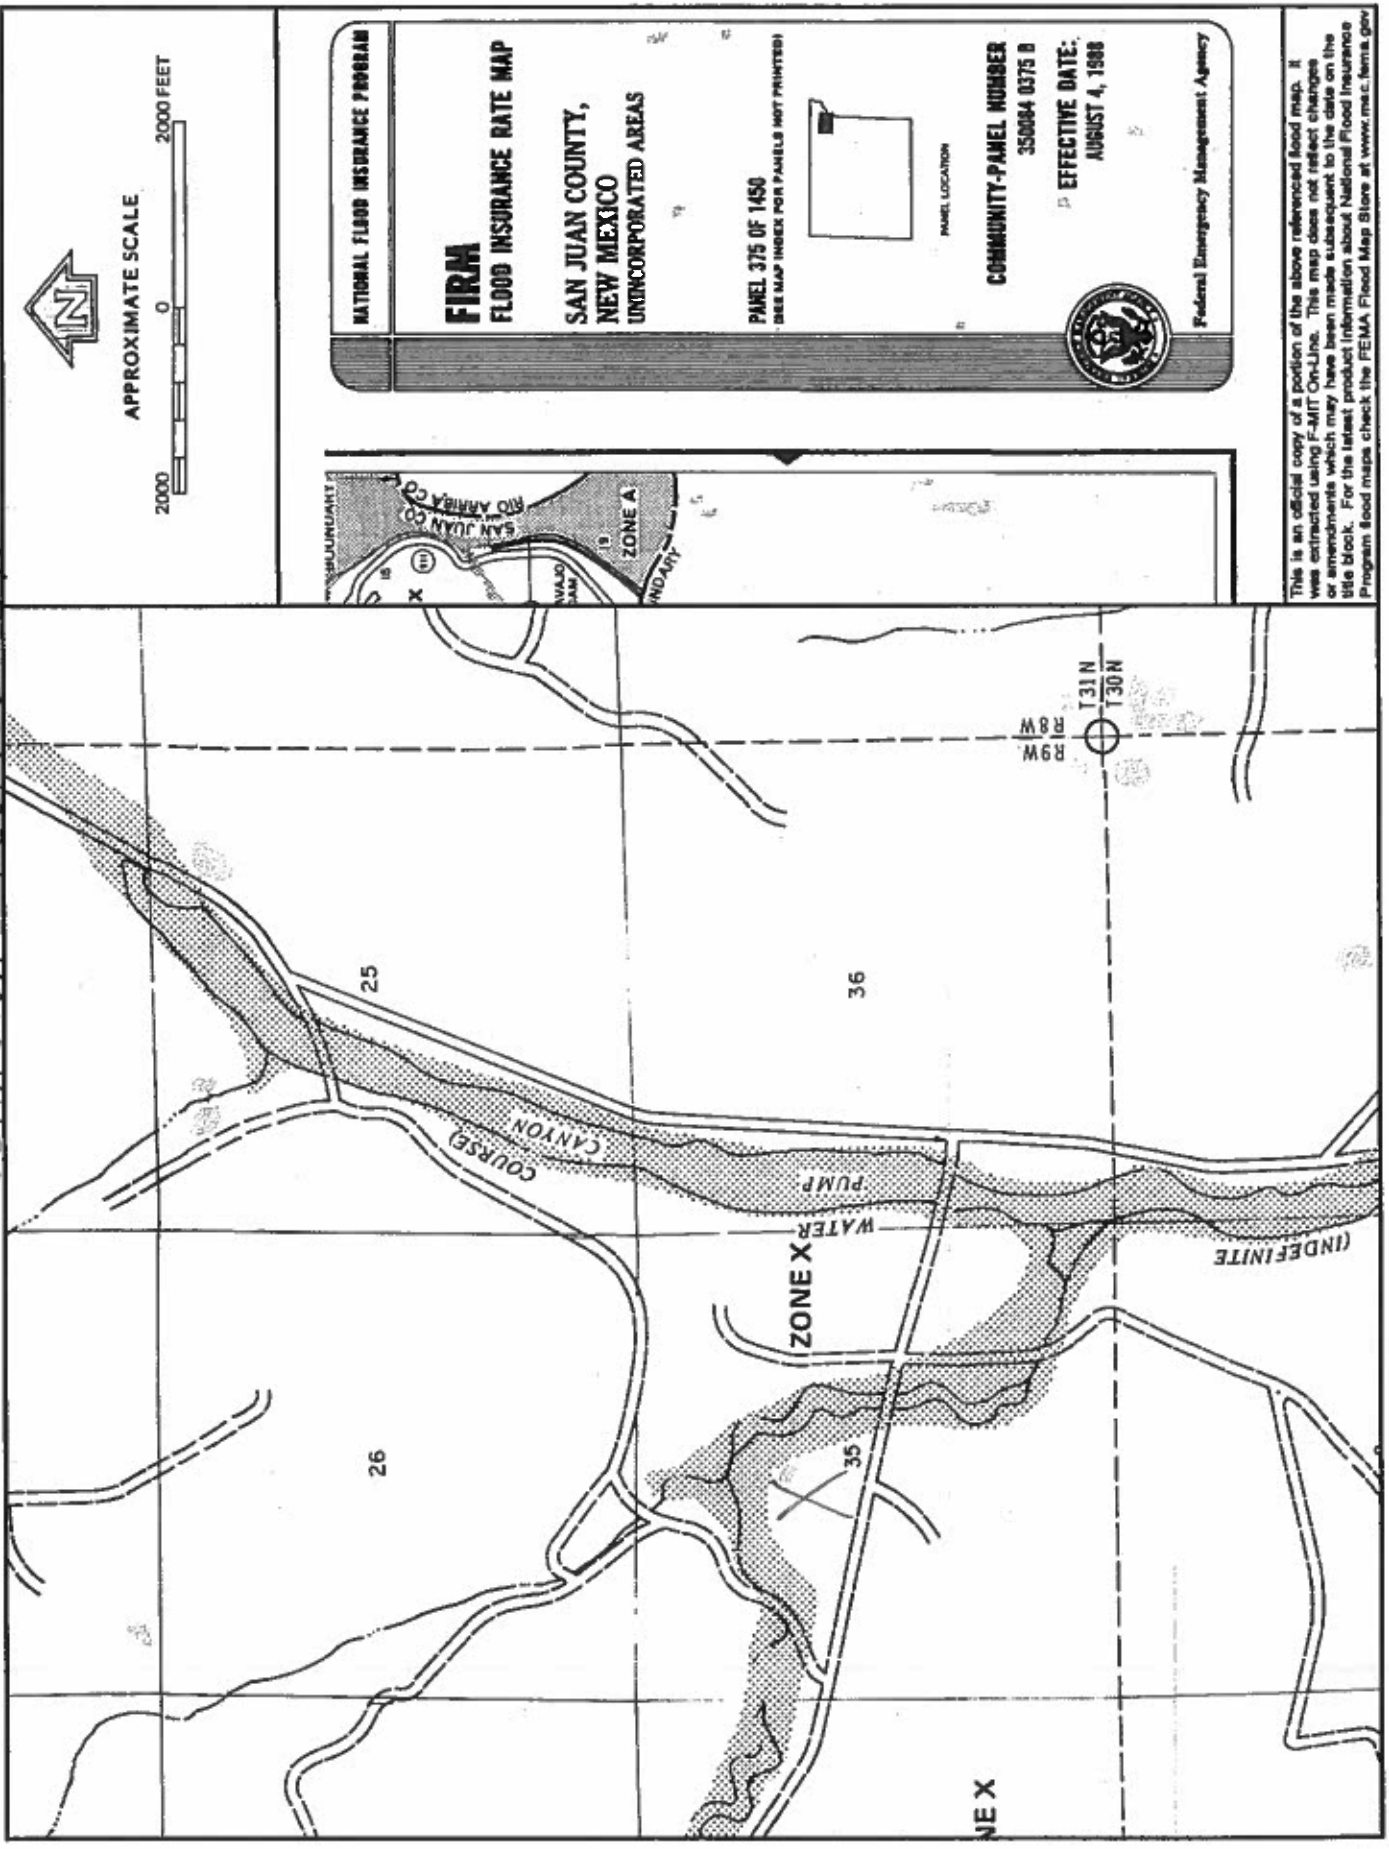 APPROXIMATE SCALE
2000 0 2000 FEET
N
NATIONAL FLOOD INSURANCE PROGRAM
FIRM
FLOOD INSURANCE RATE MAP
SAN JUAN COUNTY,
NEW MEXICO
UNINCORPORATED AREAS
PANEL 375 OF 1450
(SEE MAP INDEX FOR PANELS NOT PRINTED)
PANEL LOCATION
COMMUNITY-PANEL NUMBER
350064 0375 B
EFFECTIVE DATE:
AUGUST 4, 1988
Federal Emergency Management Agency
This is an official copy of a portion of the above referenced flood map. It
was extracted using F-MIT On-Line. This map does not reflect changes
or amendments which may have been made subsequent to the date on the
title block. For the latest product information about National Flood Insurance
Program flood maps check the FEMA Flood Map Store at www.msc.fema.gov
BOUNDARY
RIO ARRIBA CO
SAN JUAN CO
ZONE A
18
511
19
X
AVAJO
DAM
NDARY
T31N
T30N
R8W
R9W
25
36
26
35
CANYON
COURSE)
PUMP
WATER
(INDEFINITE
ZONE X
NE X